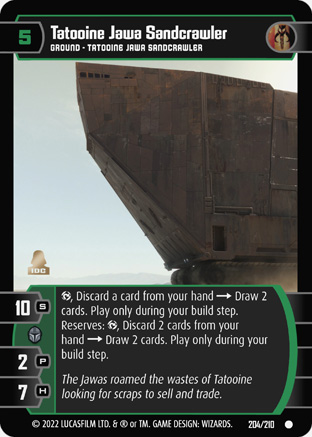 5 Tatooine Jawa Sandcrawler
GROUND - TATOOINE JAWA SANDCRAWLER
IDC
10 S
2 P
7 H
, Discard a card from your hand → Draw 2
cards. Play only during your build step.
Reserves: , Discard 2 cards from your
hand → Draw 2 cards. Play only during your
build step.
The Jawas roamed the wastes of Tatooine
looking for scraps to sell and trade.
© 2022 LUCASFILM LTD. & ® or TM. GAME DESIGN: WIZARDS. 204/210